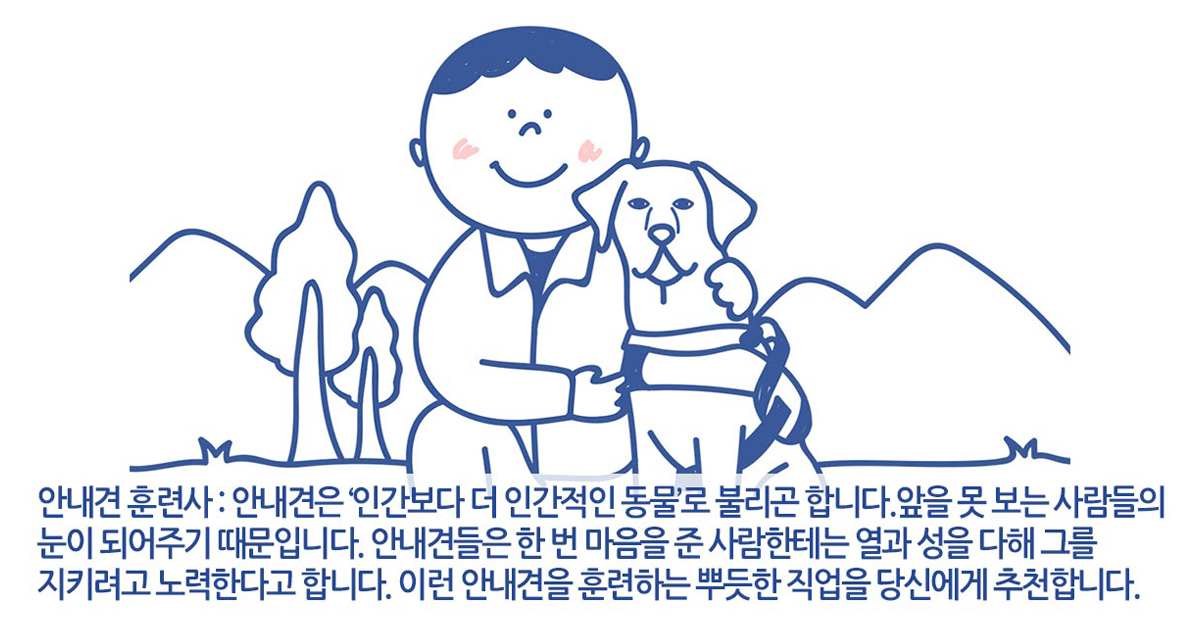 안내견 훈련사 : 안내견은 ‘인간보다 더 인간적인 동물’로 불리곤 합니다.앞을 못 보는 사람들의
눈이 되어주기 때문입니다. 안내견들은 한 번 마음을 준 사람한테는 열과 성을 다해 그를
지키려고 노력한다고 합니다. 이런 안내견을 훈련하는 뿌듯한 직업을 당신에게 추천합니다.